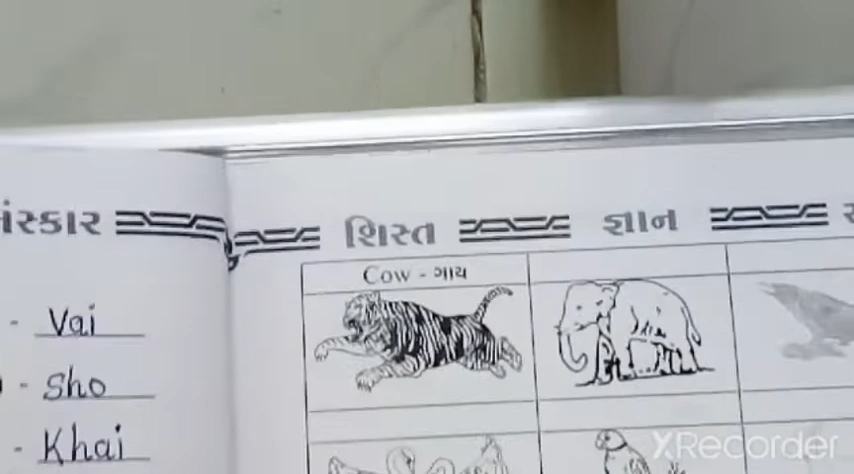 સંસ્કાર
શિસ્ત જ્ઞાન
Cow - ગાય
- Vai
- Sho
- Khai
XRecorder